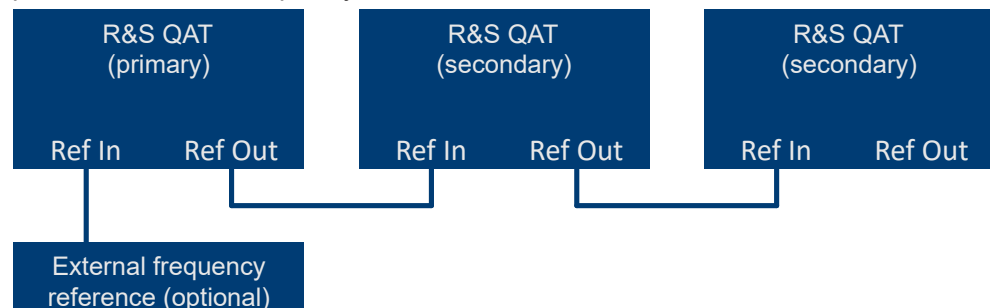 R&S QAT
(primary)
Ref In Ref Out
R&S QAT
(secondary)
Ref In Ref Out
R&S QAT
(secondary)
Ref In Ref Out
External frequency
reference (optional)